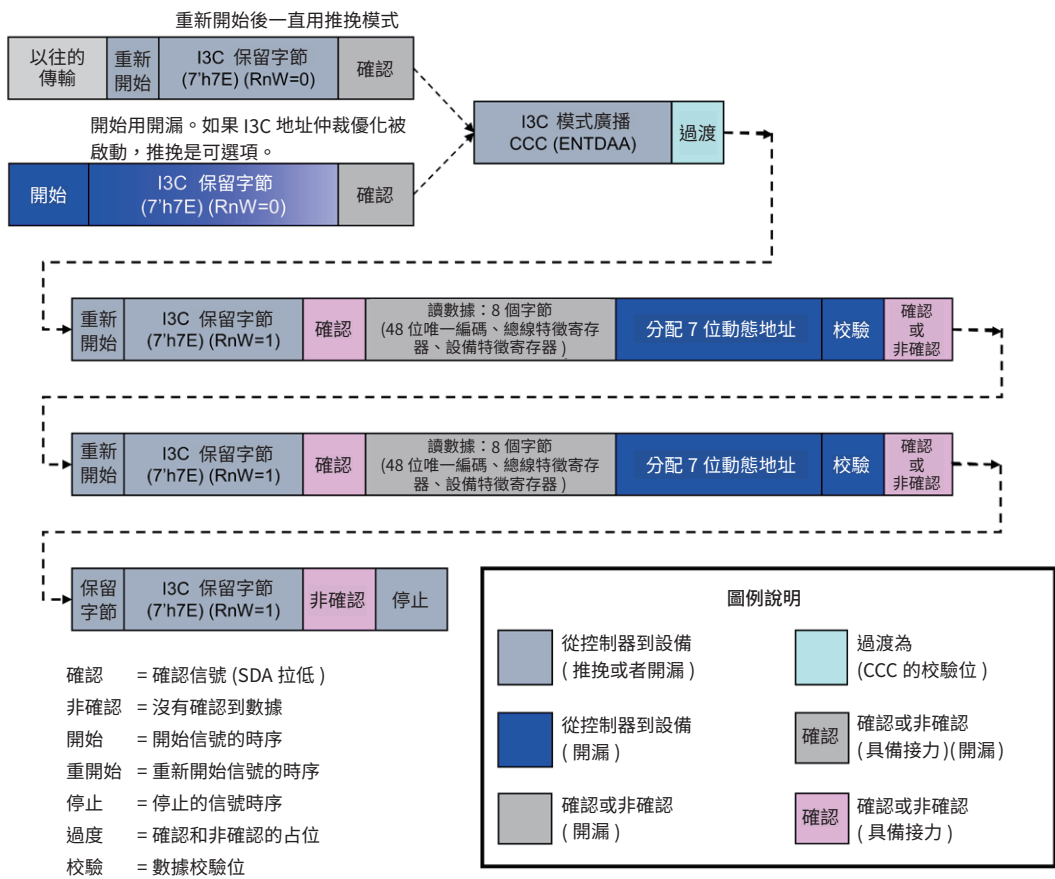 重新開始後一直用推挽模式
以往的
傳輸
重新
開始
I3C 保留字節
(7'h7E) (RnW=0)
確認
開始用開漏。如果 I3C 地址仲裁優化被
啟動，推挽是可選項。
開始
I3C 保留字節
(7'h7E) (RnW=0)
確認
I3C 模式廣播
CCC (ENTDAA)
過渡
重新
開始
I3C 保留字節
(7'h7E) (RnW=1)
確認
讀數據：8 個字節
(48 位唯一編碼、總線特徵寄存
器、設備特徵寄存器)
分配 7 位動態地址
校驗
確認
或
非確認
重新
開始
I3C 保留字節
(7'h7E) (RnW=1)
確認
讀數據：8 個字節
(48 位唯一編碼、總線特徵寄存
器、設備特徵寄存器)
分配 7 位動態地址
校驗
確認
或
非確認
保留
字節
I3C 保留字節
(7'h7E) (RnW=1)
非確認
停止
確認 = 確認信號 (SDA 拉低)
非確認 = 沒有確認到數據
開始 = 開始信號的時序
重開始 = 重新開始信號的時序
停止 = 停止的信號時序
過度 = 確認和非確認的占位
校驗 = 數據校驗位
圖例說明
從控制器到設備
(推挽或者開漏)
過渡為
(CCC 的校驗位)
從控制器到設備
(開漏)
確認
確認或非確認
(具備接力)(開漏)
確認或非確認
(開漏)
確認
確認或非確認
(具備接力)